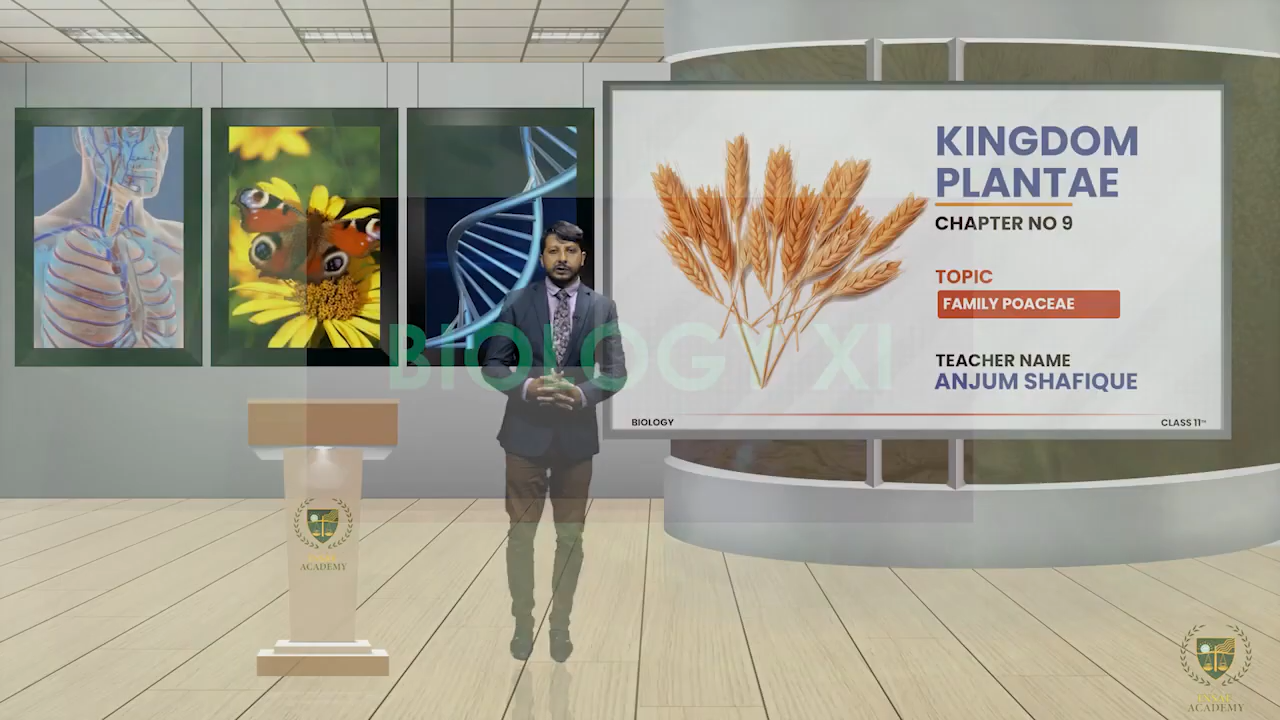 KINGDOM
PLANTAE
CHAPTER NO 9
TOPIC
FAMILY POACEAE
TEACHER NAME
ANJUM SHAFIQUE
BIOLOGY
CLASS 11TH
BIOLOGY XI
ACADEMY
ACADEMY